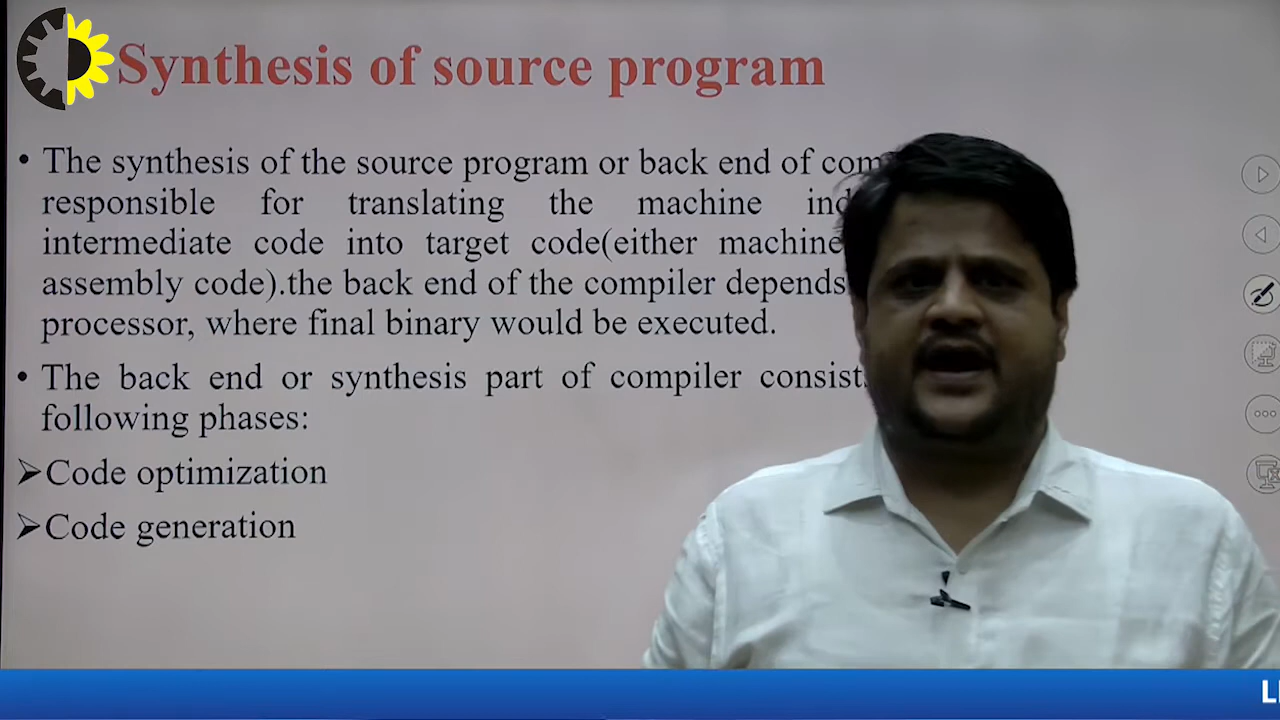 Synthesis of source program
• The synthesis of the source program or back end of com
responsible for translating the machine ind
intermediate code into target code(either machine
assembly code).the back end of the compiler depends
processor, where final binary would be executed.
• The back end or synthesis part of compiler consist
following phases:
➢Code optimization
➢Code generation